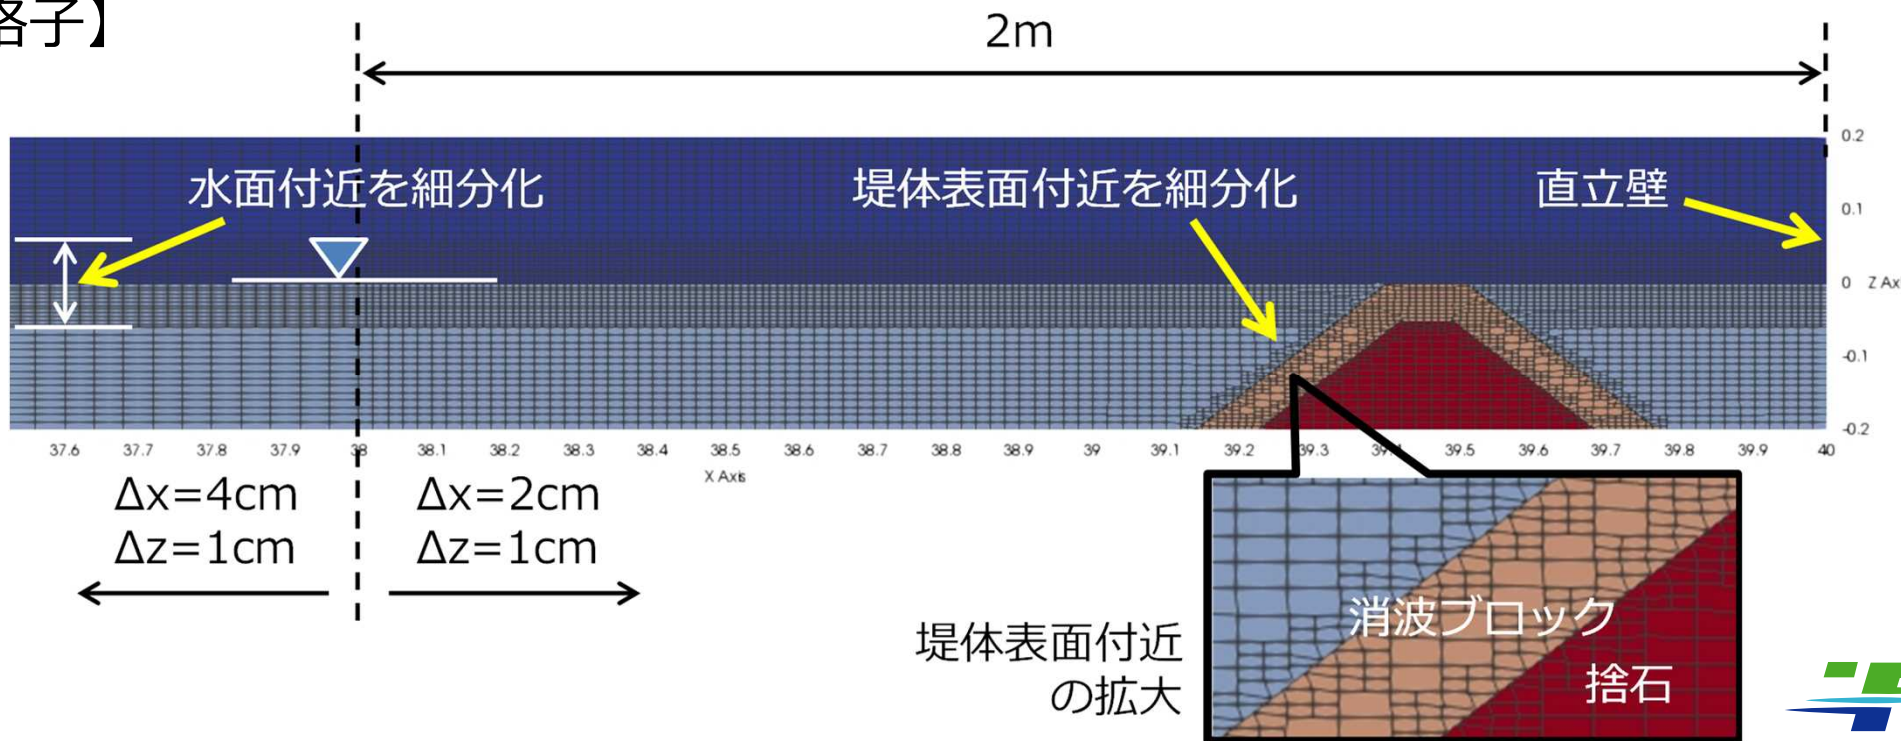 格子】
2m
水面付近を細分化
堤体表面付近を細分化
直立壁
0.2
0.1
0 Z Ax
-0.1
-0.2
37.6 37.7 37.8 37.9 38 38.1 38.2 38.3 38.4 38.5 38.6 38.7 38.8 38.9 39 39.1 39.2 39.3 39.4 39.5 39.6 39.7 39.8 39.9 40
X Axis
Δx=4cm
Δz=1cm
Δx=2cm
Δz=1cm
堤体表面付近
の拡大
消波ブロック
捨石